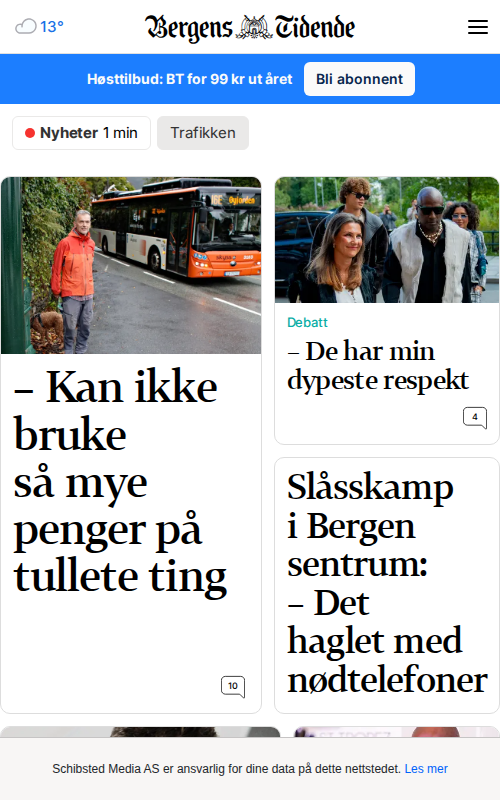 13°
Bergens Tidende
Høsttilbud: BT for 99 kr ut året
Bli abonnent
Nyheter 1 min
Trafikken
– Kan ikke
bruke
så mye
penger på
tullete ting
10
Debatt
– De har min
dypeste respekt
4
Slåsskamp
i Bergen
sentrum:
– Det
haglet med
nødtelefoner
Schibsted Media AS er ansvarlig for dine data på dette nettstedet. Les mer